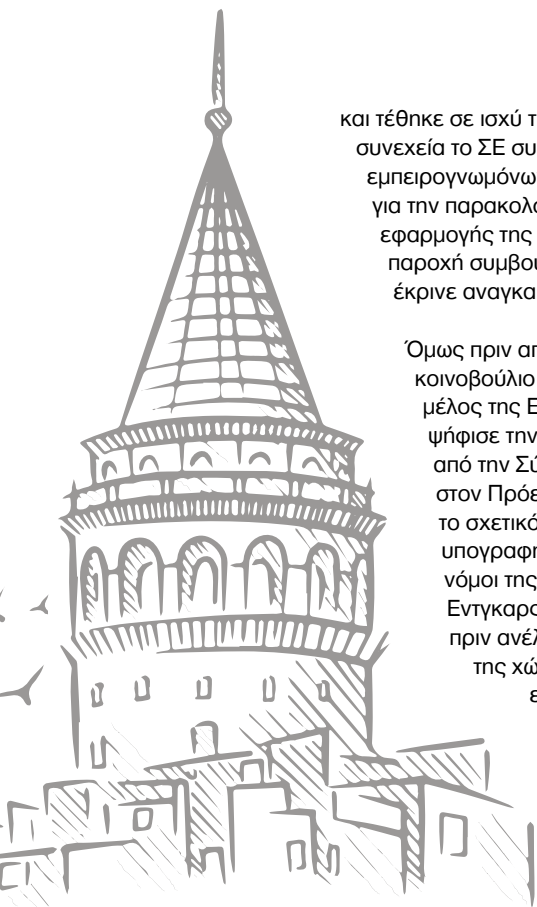 και τέθηκε σε ισχύ τ
συνεχεία το ΣΕ συ
εμπειρογνωμόνω
για την παρακολο
εφαρμογής της
παροχή συμβου
έκρινε αναγκα
Όμως πριν απ
κοινοβούλιο
μέλος της Ε
ψήφισε την
από την Σύ
στον Πρόε
το σχετικό
υπογραφη
νόμοι της
Εντγκαρς
πριν ανέλ
της χώ
ε